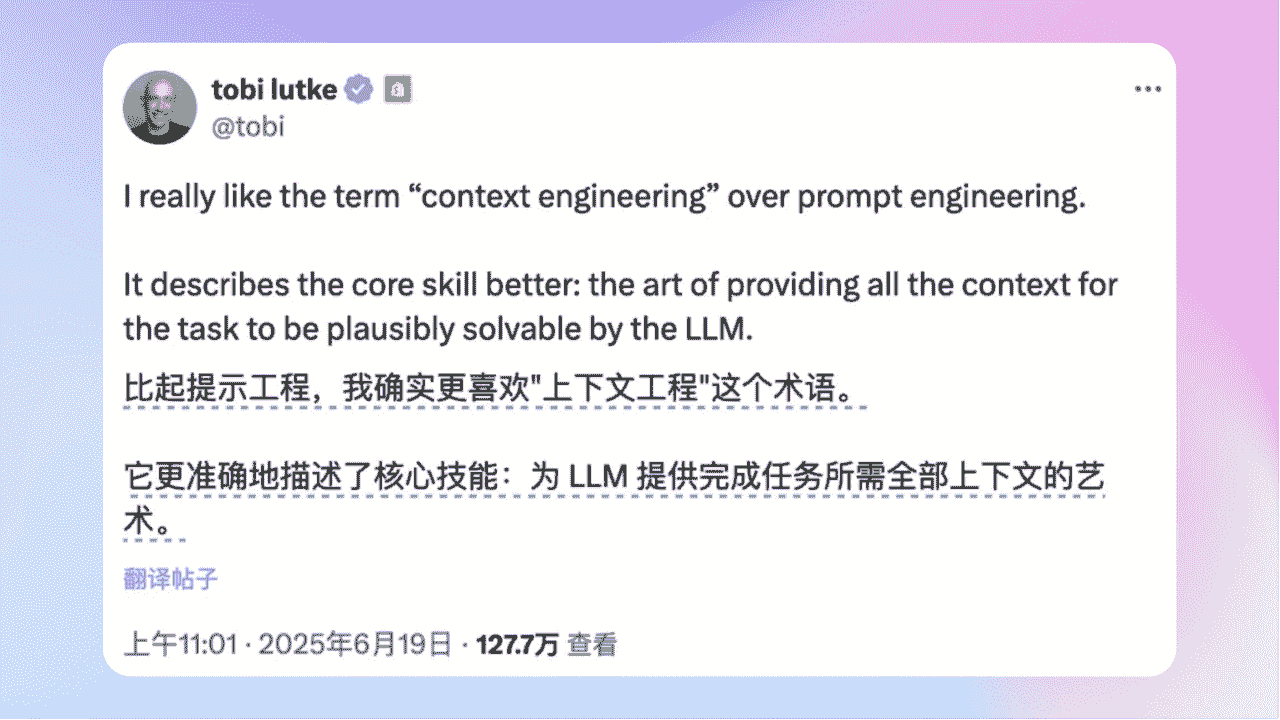 tobi lutke
@tobi
I really like the term “context engineering” over prompt engineering.
It describes the core skill better: the art of providing all the context for
the task to be plausibly solvable by the LLM.
比起提示工程，我确实更喜欢"上下文工程"这个术语。
它更准确地描述了核心技能：为 LLM 提供完成任务所需全部上下文的艺
术。
翻译帖子
上午11:01 · 2025年6月19日 · 127.7万 查看